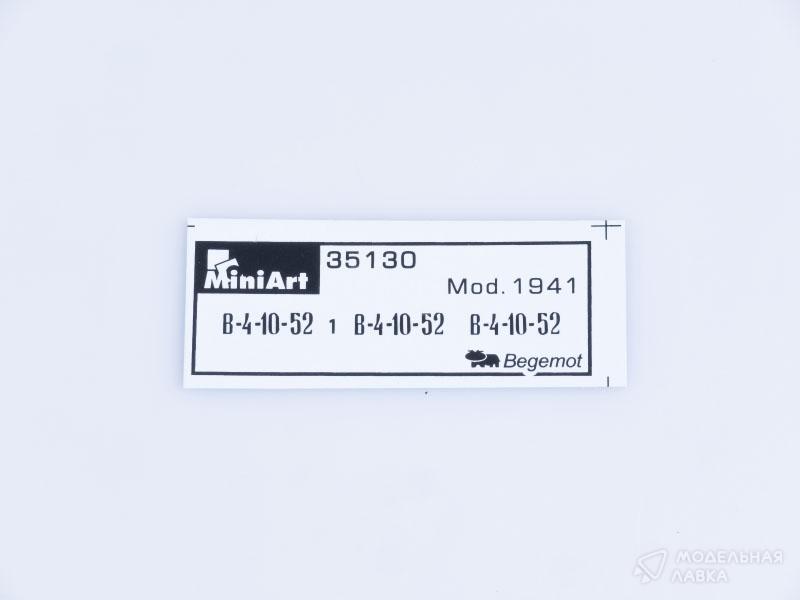 MiniArt 35130
Mod. 1941
В-4-10-52 1 В-4-10-52 В-4-10-52
Begemot
МОДЕЛЬНАЯ
ЛАВКА